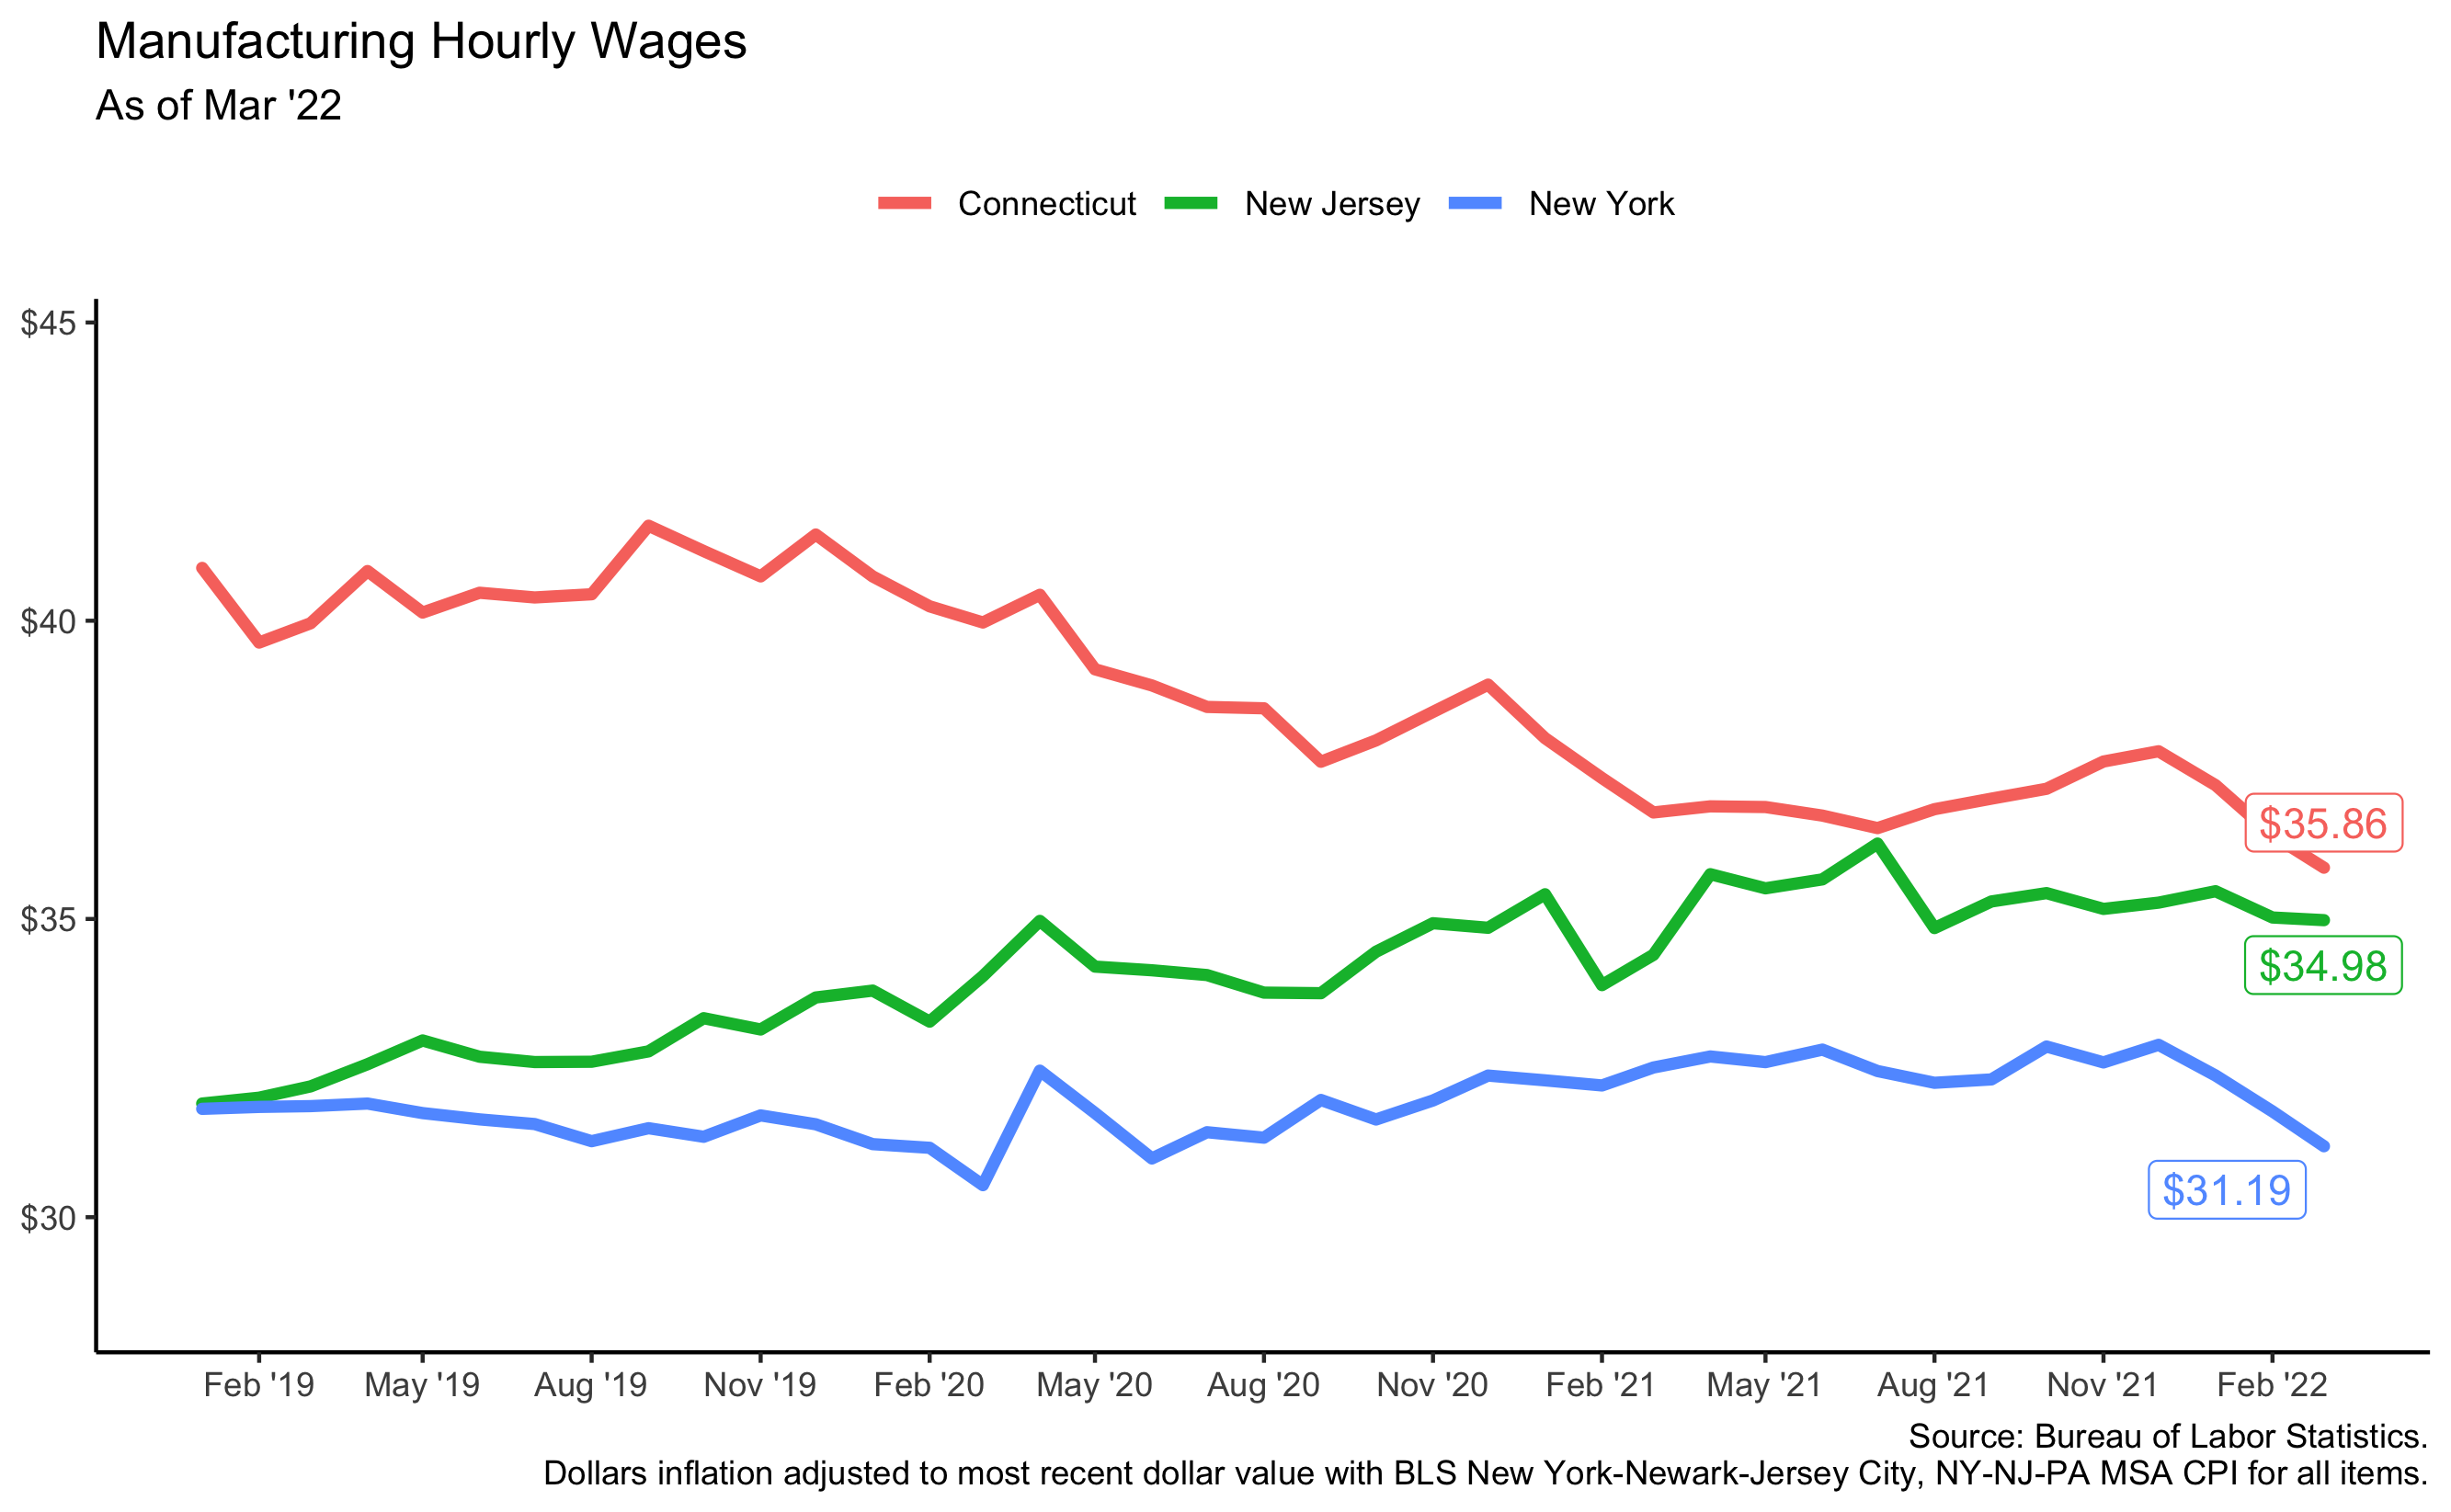 Manufacturing Hourly Wages
As of Mar '22
Connecticut New Jersey New York
$45
$40
$35
$30
$35.86
$34.98
$31.19
Feb '19 May '19 Aug '19 Nov '19 Feb '20 May '20 Aug '20 Nov '20 Feb '21 May '21 Aug '21 Nov '21 Feb '22
Source: Bureau of Labor Statistics.
Dollars inflation adjusted to most recent dollar value with BLS New York-Newark-Jersey City, NY-NJ-PA MSA CPI for all items.